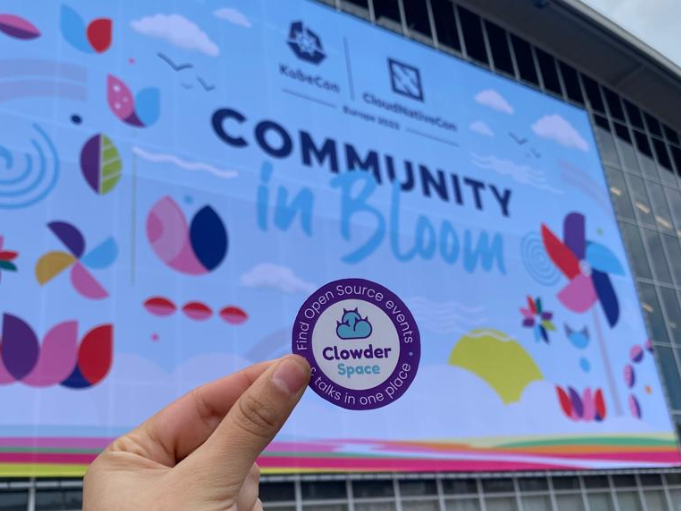 KubeCon
CloudNativeCon
Europe 2023
COMMUNITY
in Bloom
Find Open Source events
& talks in one place •
Clowder
Space